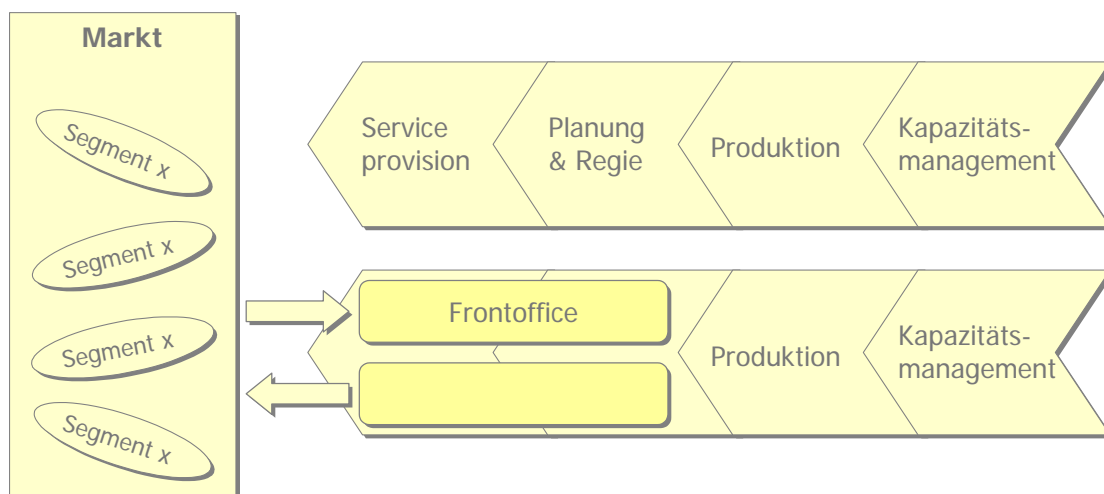 Markt
Segment x
Segment x
Segment x
Segment x
Service
provision
Planung
& Regie
Produktion
Kapazitäts-
management
Frontoffice
Produktion
Kapazitäts-
management